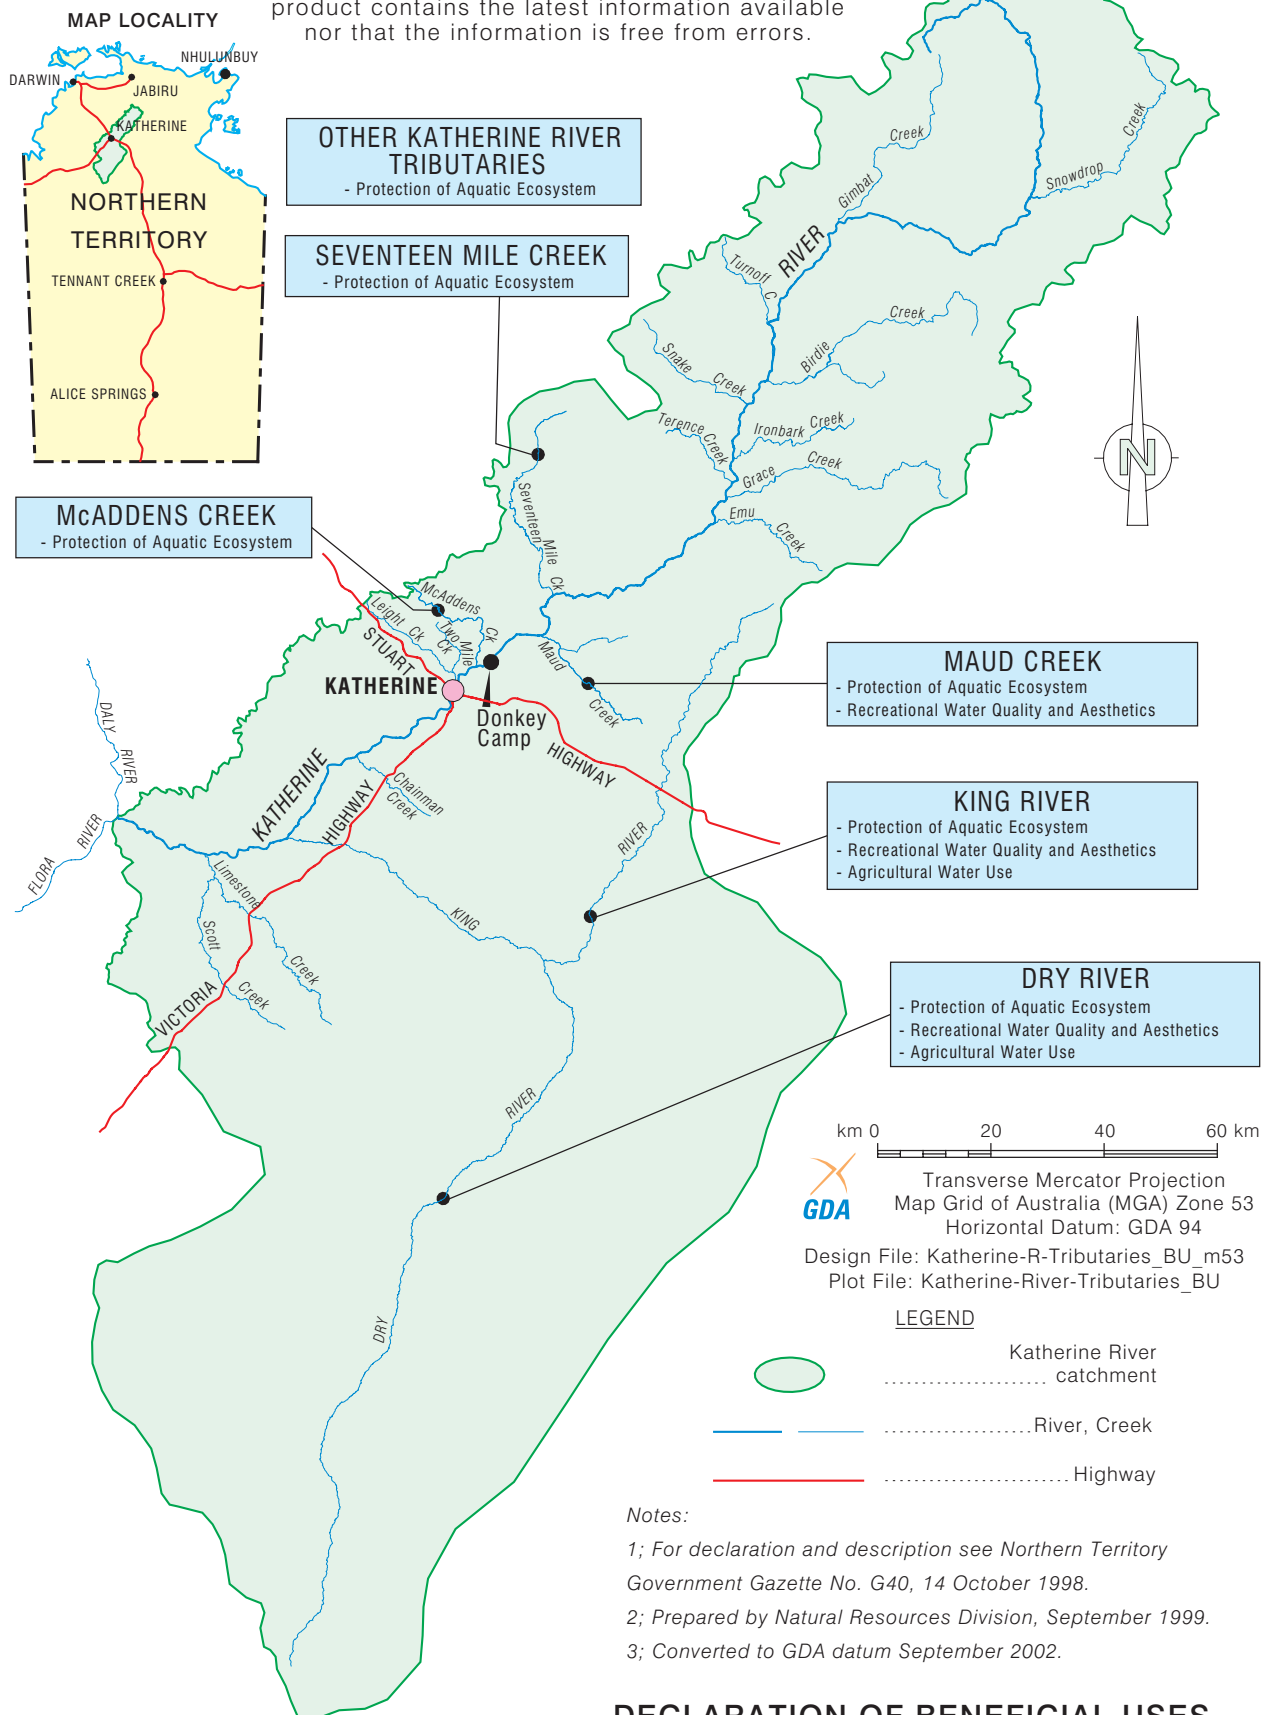 product contains the latest information available
nor that the information is free from errors.
MAP LOCALITY
NHULUNBUY
DARWIN
JABIRU
KATHERINE
NORTHERN
TERRITORY
TENNANT CREEK
ALICE SPRINGS
OTHER KATHERINE RIVER
TRIBUTARIES
- Protection of Aquatic Ecosystem
SEVENTEEN MILE CREEK
- Protection of Aquatic Ecosystem
McADDENS CREEK
- Protection of Aquatic Ecosystem
Gimbat Creek
Snowdrop Creek
RIVER
Turnoff C
Snake Creek
Birdie Creek
Terence Creek
Ironbark Creek
Grace Creek
Emu Creek
Seventeen Mile Ck
N
McAddens Ck
Leight Ck
Two Mile Ck
STUART
KATHERINE
Donkey
Camp
Maud Creek
HIGHWAY
MAUD CREEK
- Protection of Aquatic Ecosystem
- Recreational Water Quality and Aesthetics
DALY RIVER
FLORA RIVER
KATHERINE
HIGHWAY
Chainman
Creek
KING RIVER
- Protection of Aquatic Ecosystem
- Recreational Water Quality and Aesthetics
- Agricultural Water Use
RIVER
KING
Limestone Creek
Scott Creek
VICTORIA
DRY RIVER
- Protection of Aquatic Ecosystem
- Recreational Water Quality and Aesthetics
- Agricultural Water Use
RIVER
DRY
km 0 20 40 60 km
GDA
Transverse Mercator Projection
Map Grid of Australia (MGA) Zone 53
Horizontal Datum: GDA 94
Design File: Katherine-R-Tributaries_BU_m53
Plot File: Katherine-River-Tributaries_BU
LEGEND
Katherine River
..................... catchment
...................River, Creek
........................ Highway
Notes:
1; For declaration and description see Northern Territory
Government Gazette No. G40, 14 October 1998.
2; Prepared by Natural Resources Division, September 1999.
3; Converted to GDA datum September 2002.
DECLARATION OF BENEFICIAL USES